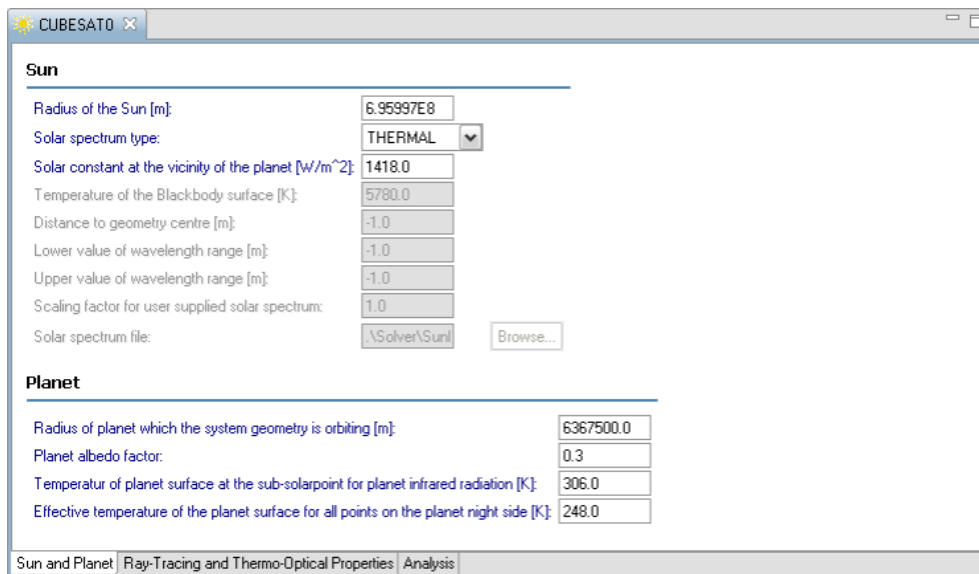 CUBESAT0
Sun
Radius of the Sun [m]: 6.95997E8
Solar spectrum type: THERMAL
Solar constant at the vicinity of the planet [W/m^2]: 1418.0
Temperature of the Blackbody surface [K]: 5780.0
Distance to geometry centre [m]: -1.0
Lower value of wavelength range [m]: -1.0
Upper value of wavelength range [m]: -1.0
Scaling factor for user supplied solar spectrum: 1.0
Solar spectrum file: .\Solver\Sunl Browse...
Planet
Radius of planet which the system geometry is orbiting [m]: 6367500.0
Planet albedo factor: 0.3
Temperatur of planet surface at the sub-solarpoint for planet infrared radiation [K]: 306.0
Effective temperature of the planet surface for all points on the planet night side [K]: 248.0
Sun and Planet Ray-Tracing and Thermo-Optical Properties Analysis